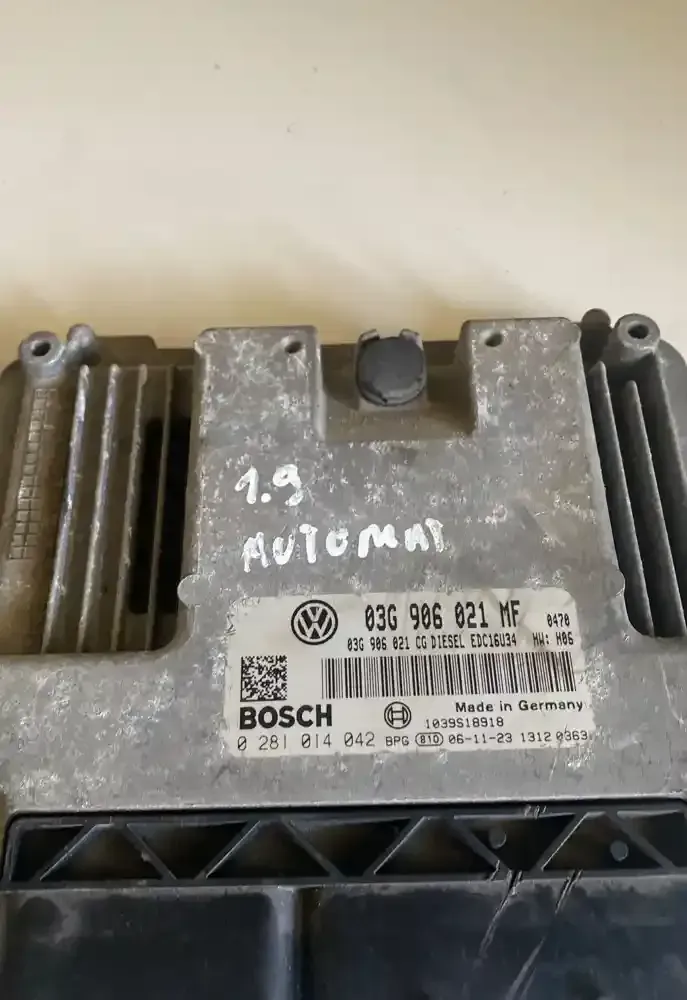 1.9
AUTOMAT
03G 906 021 MF 0470
03G 906 021 CG DIESEL EDC16U34 HW: H06
BOSCH Made in Germany
1039S18918
0 281 014 042 BPG 810 06-11-23 1312 0363